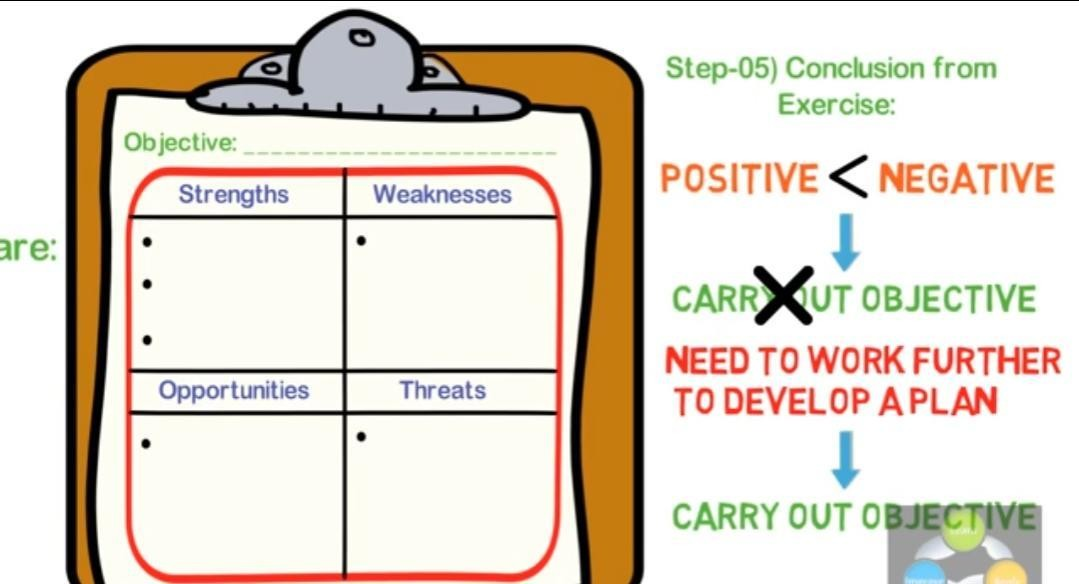 are:
Objective:
Strengths
Weaknesses
Opportunities
Threats
Step-05) Conclusion from
Exercise:
POSITIVE < NEGATIVE
CARRY OUT OBJECTIVE
NEED TO WORK FURTHER
TO DEVELOP A PLAN
CARRY OUT OBJECTIVE